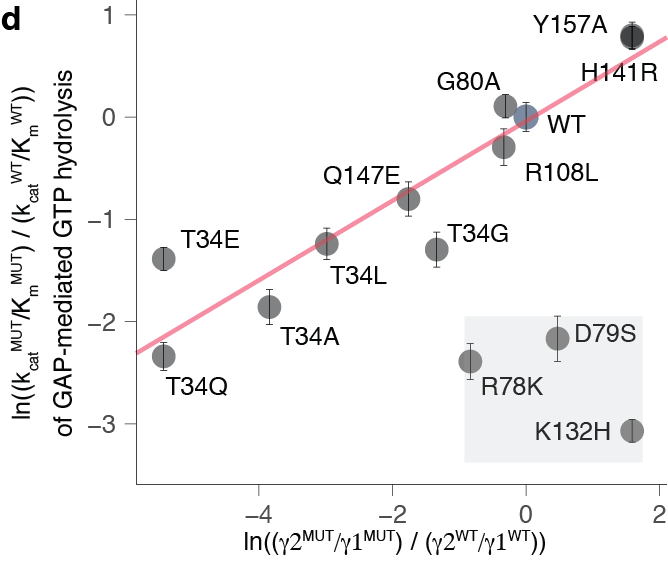 d
ln((kcatMUT/KmMUT) / (kcatWT/KmWT))
of GAP-mediated GTP hydrolysis
1
0
−1
−2
−3
Y157A
H141R
G80A
WT
R108L
Q147E
T34G
T34E
T34L
T34A
T34Q
D79S
R78K
K132H
−4
−2
0
2
ln((γ2MUT/γ1MUT) / (γ2WT/γ1WT))